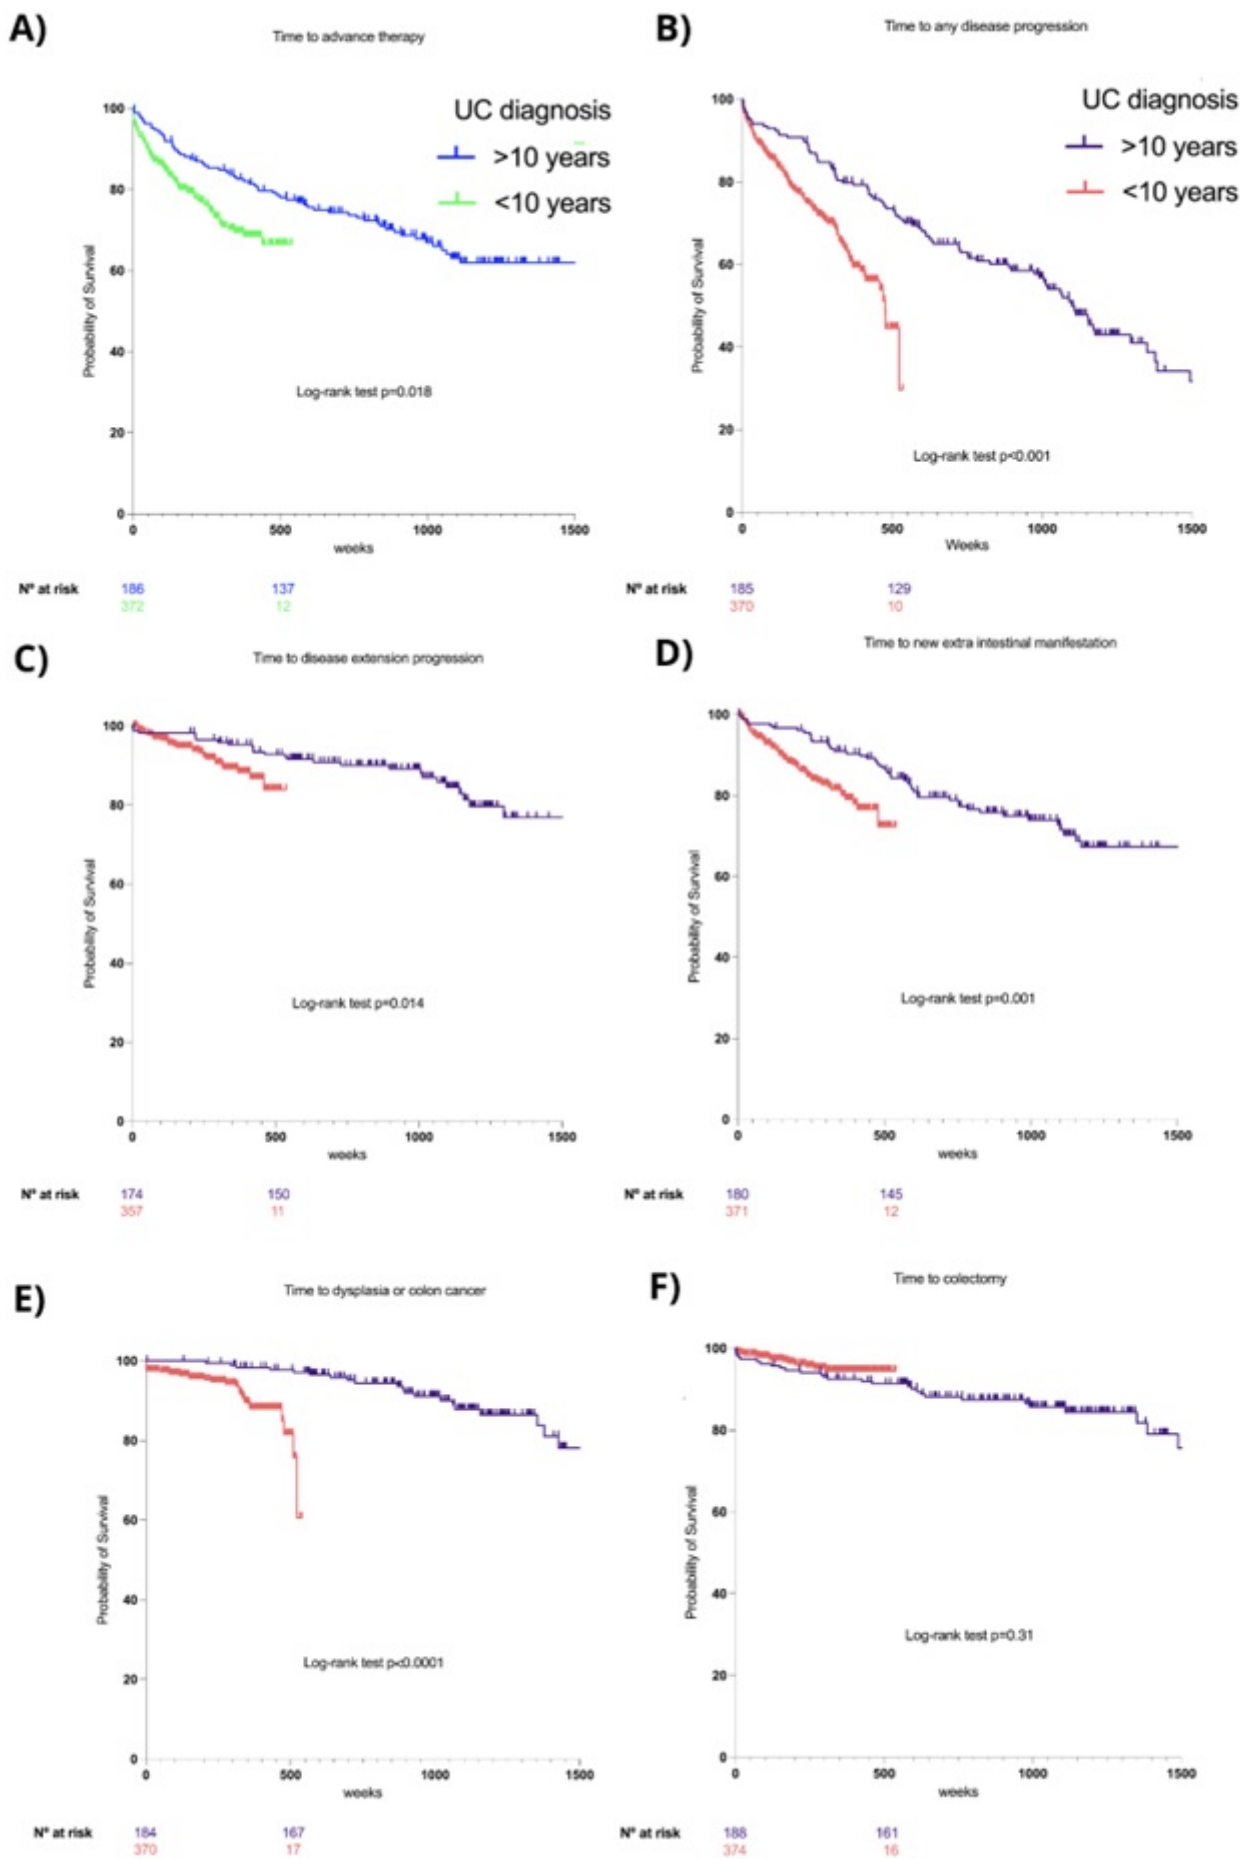 A)
Time to advance therapy
UC diagnosis
>10 years
<10 years
100
80
60
40
20
0
Probability of Survival
Log-rank test p=0.018
0 500 1000 1500
weeks
Nº at risk 186 137
372 12
B)
Time to any disease progression
UC diagnosis
>10 years
<10 years
100
80
60
40
20
0
Probability of Survival
Log-rank test p<0.001
0 500 1000 1500
Weeks
Nº at risk 185 129
370 10
C)
Time to disease extension progression
100
80
60
40
20
0
Probability of Survival
Log-rank test p=0.014
0 500 1000 1500
weeks
Nº at risk 174 150
357 11
D)
Time to new extra intestinal manifestation
100
80
60
40
20
0
Probability of Survival
Log-rank test p=0.001
0 500 1000 1500
weeks
Nº at risk 180 145
371 12
E)
Time to dysplasia or colon cancer
100
80
60
40
20
0
Probability of Survival
Log-rank test p<0.0001
0 500 1000 1500
weeks
Nº at risk 184 167
370 17
F)
Time to colectomy
100
80
60
40
20
0
Probability of Survival
Log-rank test p=0.31
0 500 1000 1500
weeks
Nº at risk 188 161
374 16